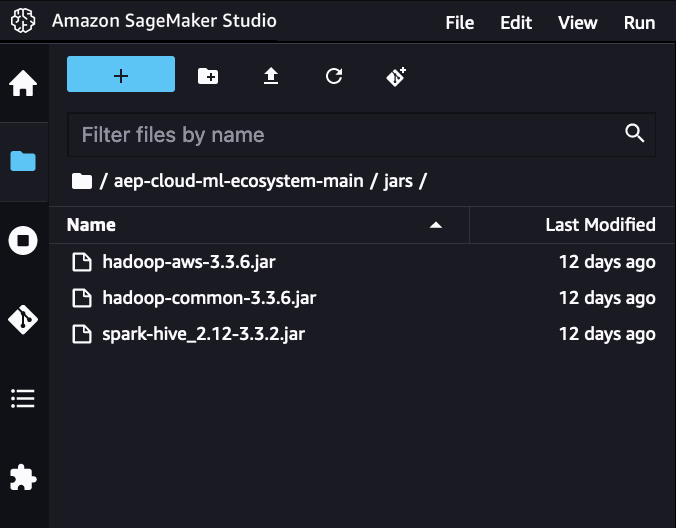 Amazon SageMaker Studio File Edit View Run
Filter files by name
/ aep-cloud-ml-ecosystem-main / jars /
Name Last Modified
hadoop-aws-3.3.6.jar 12 days ago
hadoop-common-3.3.6.jar 12 days ago
spark-hive_2.12-3.3.2.jar 12 days ago